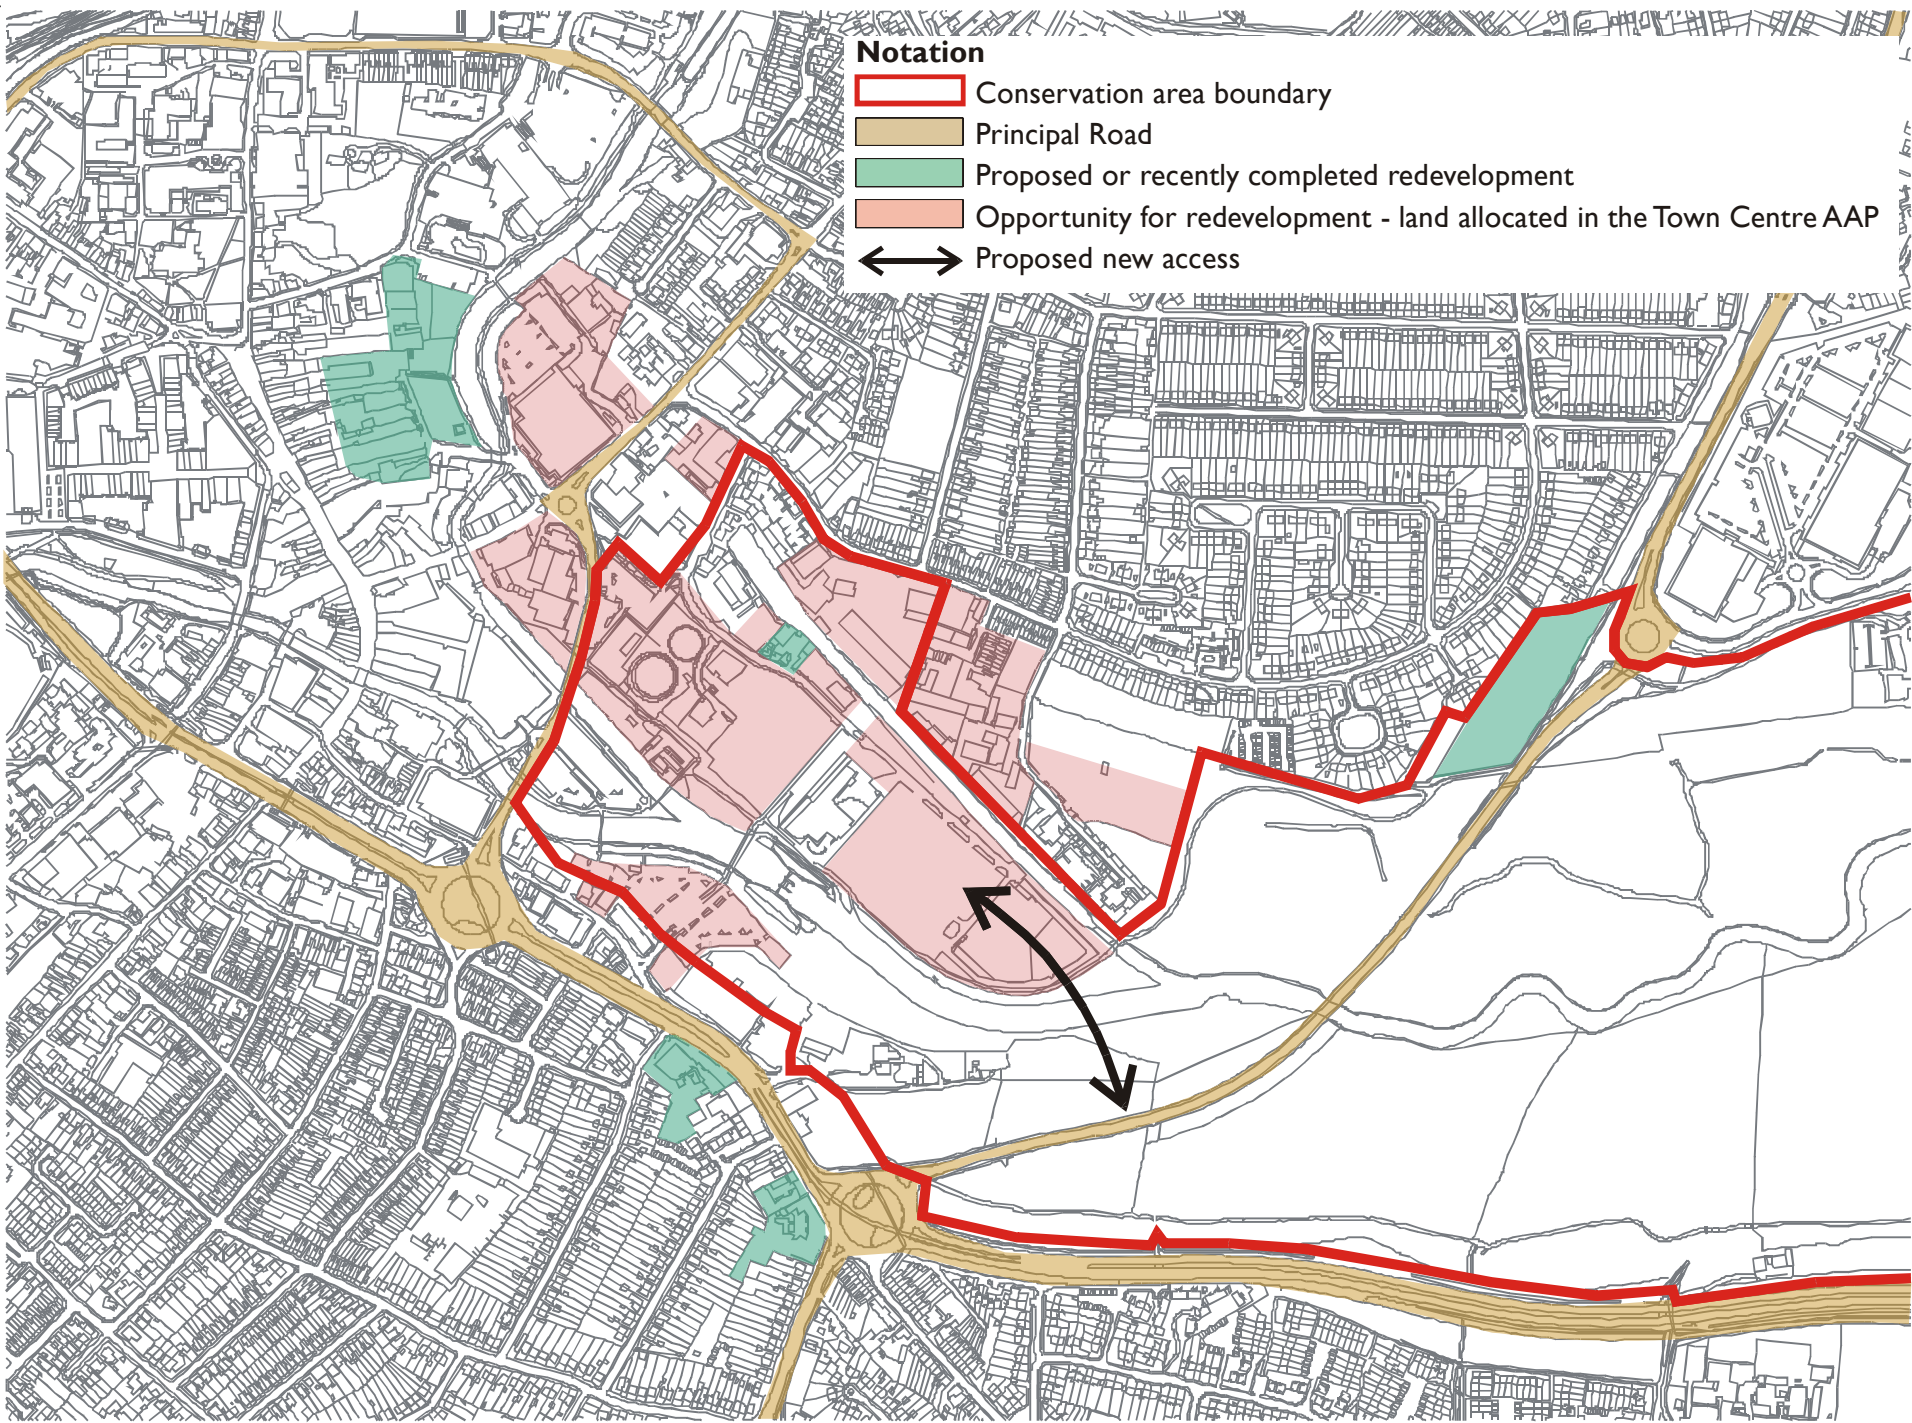 Notation
Conservation area boundary
Principal Road
Proposed or recently completed redevelopment
Opportunity for redevelopment - land allocated in the Town Centre AAP
Proposed new access